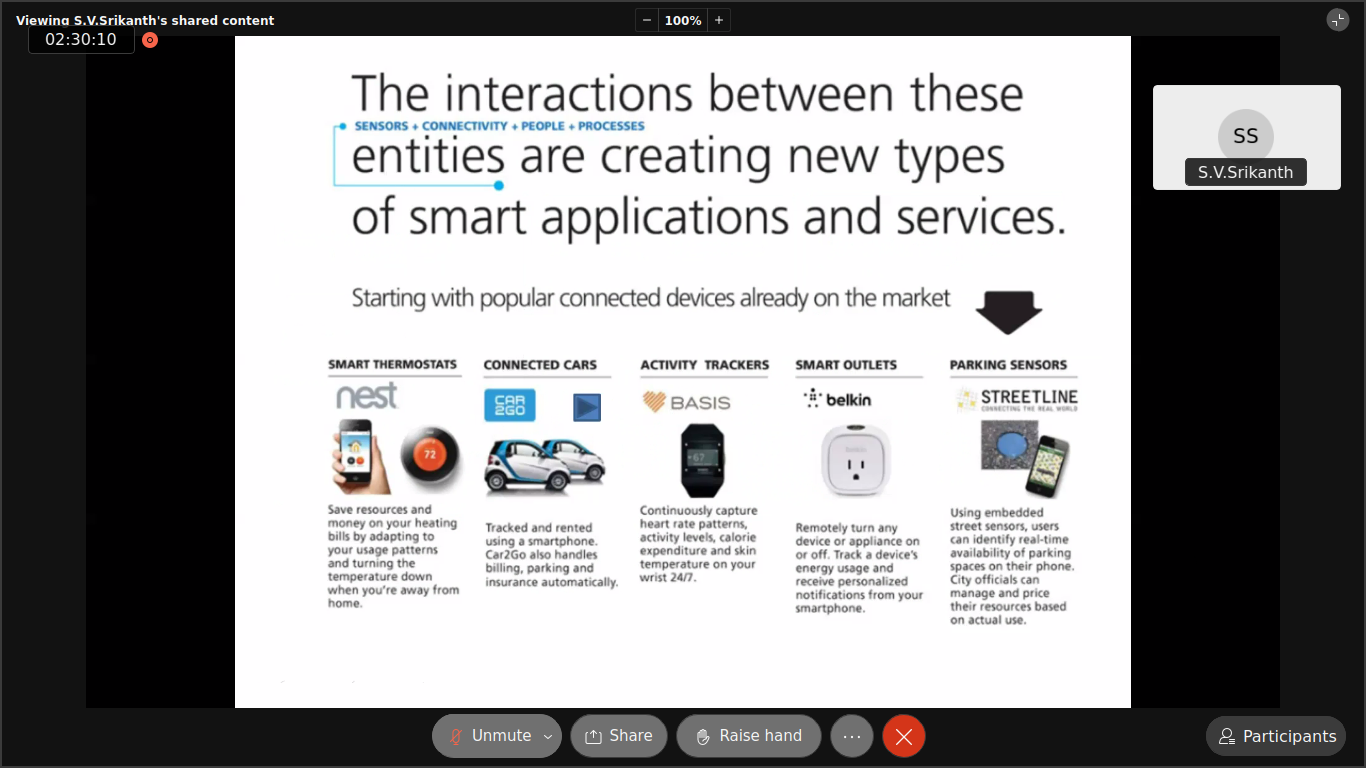 Viewing S.V.Srikanth's shared content
100%
02:30:10
The interactions between these
SENSORS + CONNECTIVITY + PEOPLE + PROCESSES
entities are creating new types
of smart applications and services.
SS
S.V.Srikanth
Starting with popular connected devices already on the market
SMART THERMOSTATS
nest
72
Save resources and
money on your heating
bills by adapting to
your usage patterns
and turning the
temperature down
when you're away from
home.
CONNECTED CARS
CAR
2GO
Tracked and rented
using a smartphone.
Car2Go also handles
billing, parking and
insurance automatically.
ACTIVITY TRACKERS
BASIS
67
Continuously capture
heart rate patterns,
activity levels, calorie
expenditure and skin
temperature on your
wrist 24/7.
SMART OUTLETS
belkin
Remotely turn any
device or appliance on
or off. Track a device's
energy usage and
receive personalized
notifications from your
smartphone.
PARKING SENSORS
STREETLINE
CONNECTING THE REAL WORLD
Using embedded
street sensors, users
can identify real-time
availability of parking
spaces on their phone.
City officials can
manage and price
their resources based
on actual use.
Unmute
Share
Raise hand
Participants